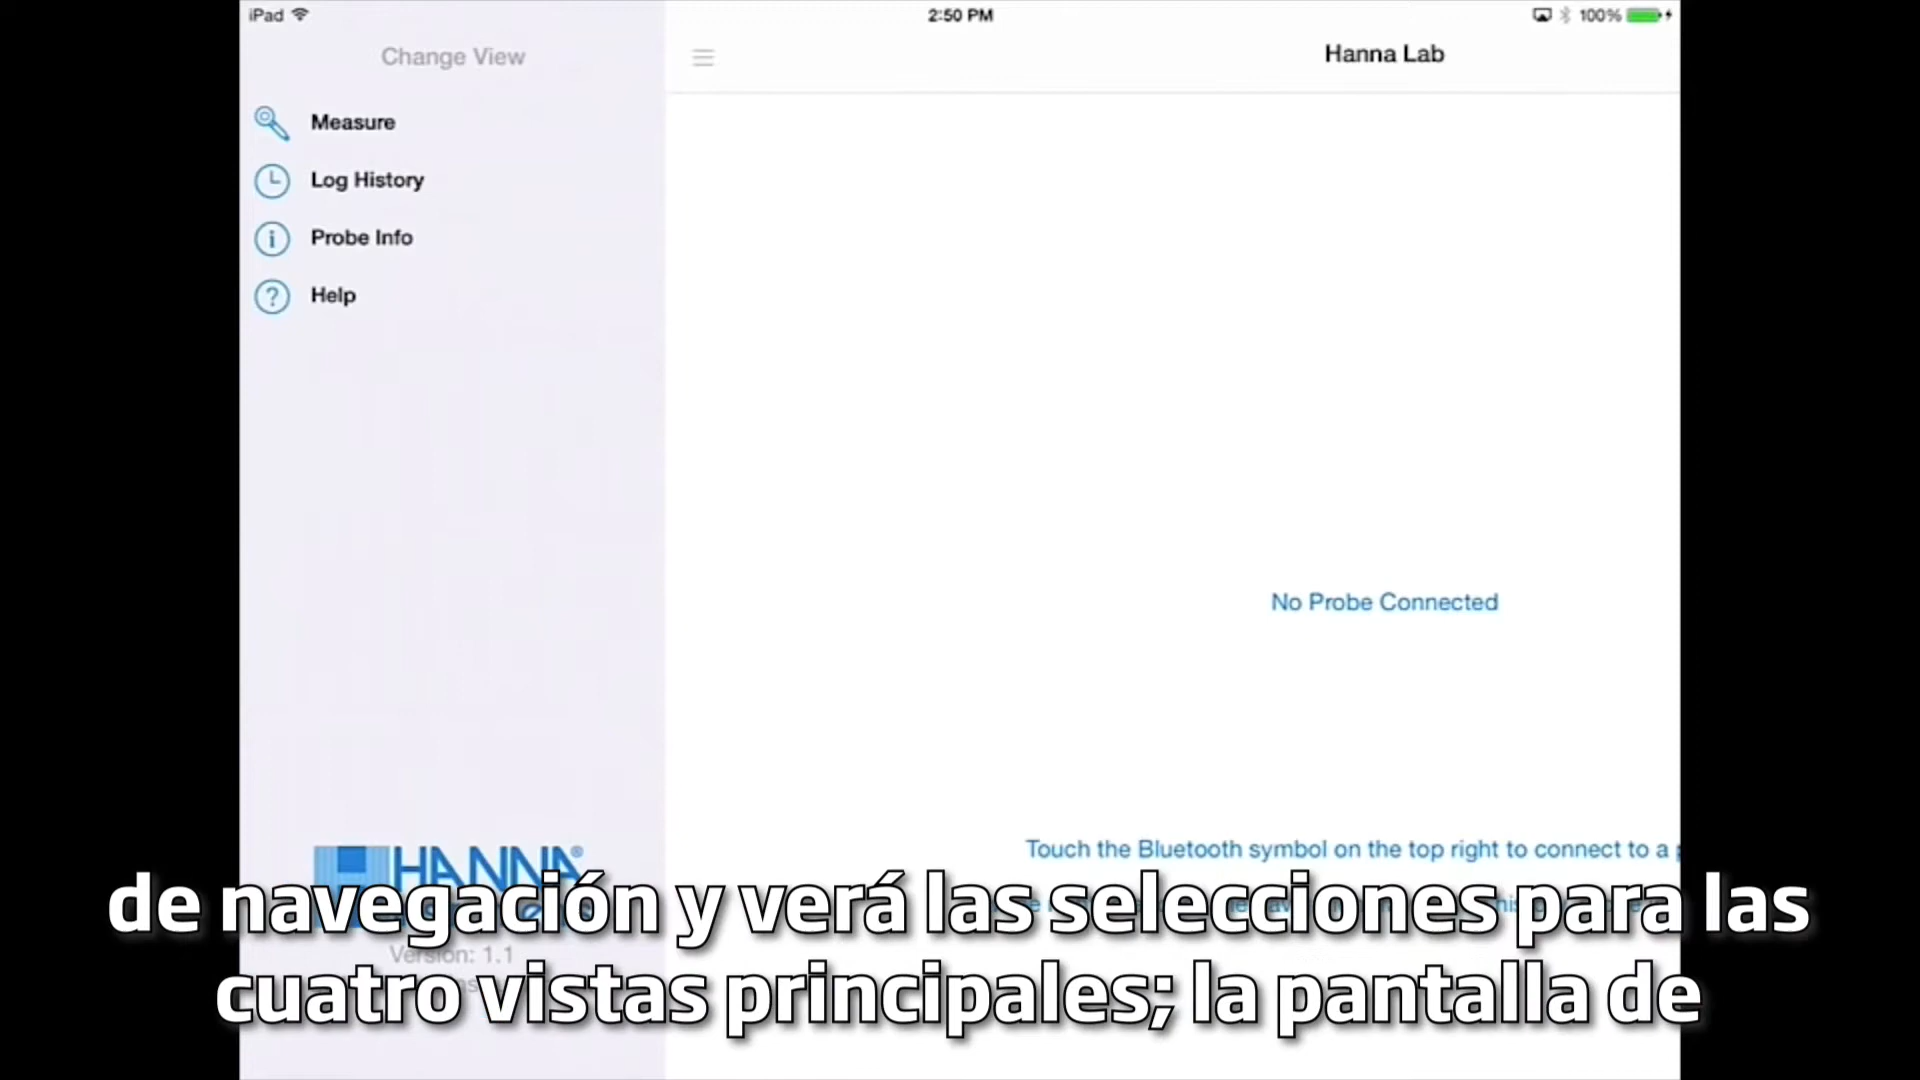 iPad
2:50 PM
100%
Change View
Hanna Lab
Measure
Log History
Probe Info
Help
No Probe Connected
Touch the Bluetooth symbol on the top right to connect to a
HANNA®
de navegación y verá las selecciones para las
Version: 1.1
cuatro vistas principales; la pantalla de